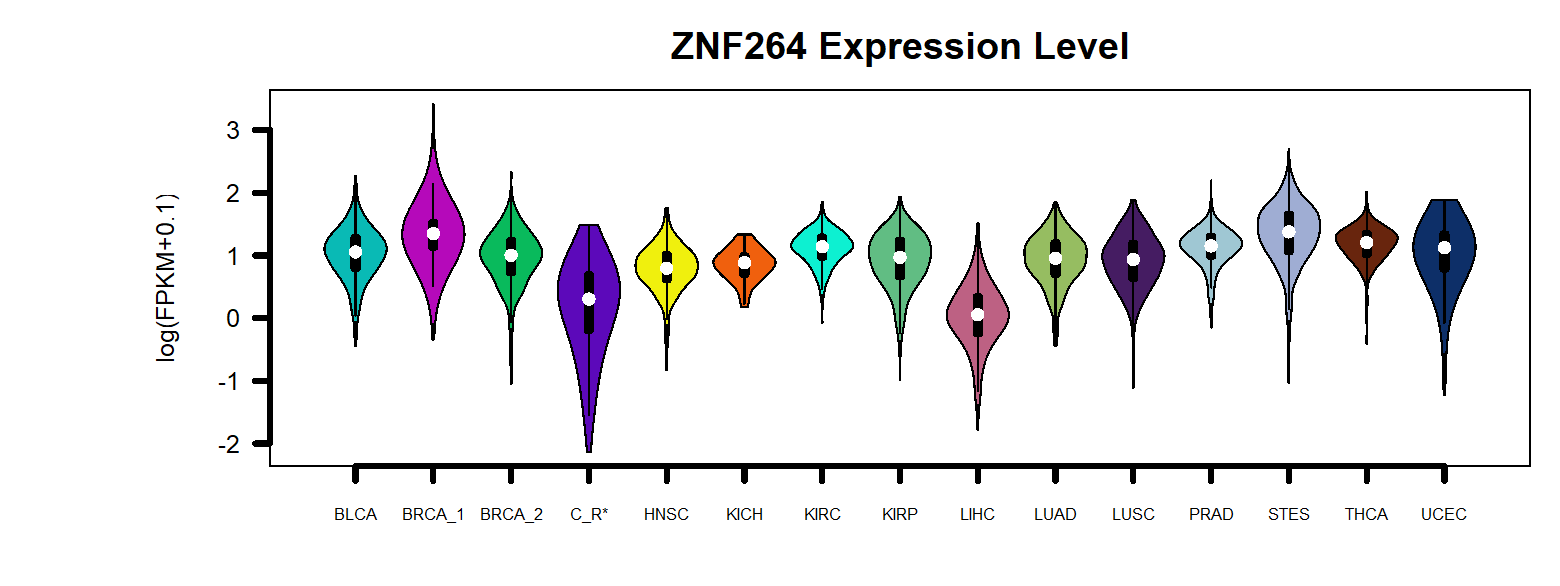 ZNF264 Expression Level
log(FPKM+0.1)
3
2
1
0
-1
-2
BLCA BRCA_1 BRCA_2 C_R* HNSC KICH KIRC KIRP LIHC LUAD LUSC PRAD STES THCA UCEC